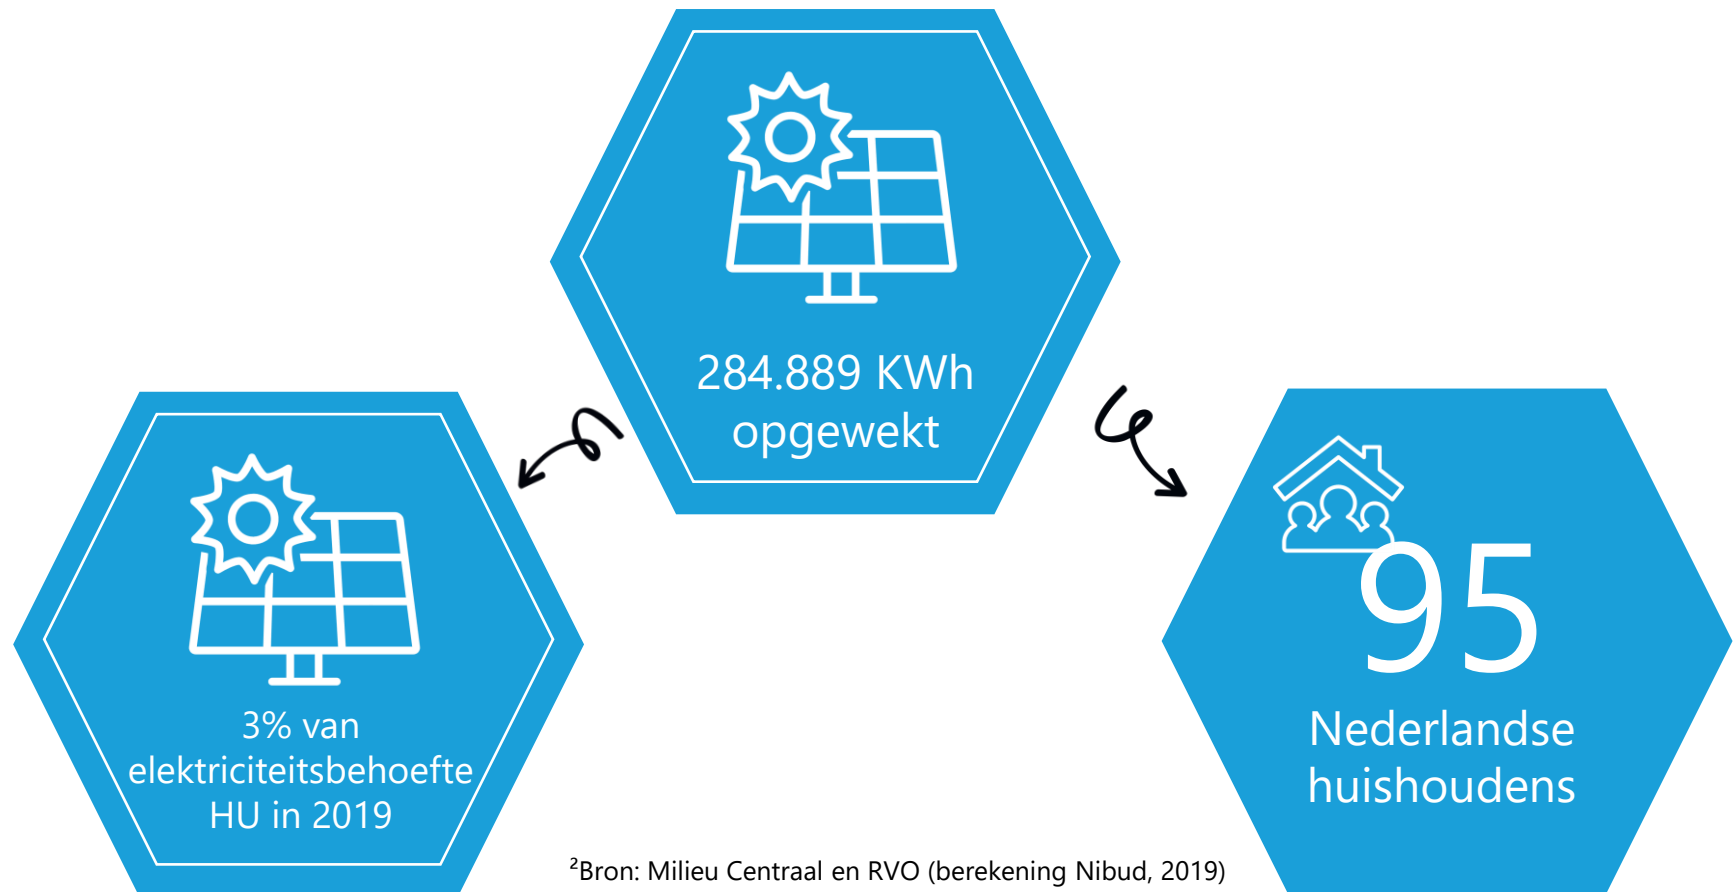 284.889 KWh
opgewekt
3% van
elektriciteitsbehoefte
HU in 2019
95
Nederlandse
huishoudens
²Bron: Milieu Centraal en RVO (berekening Nibud, 2019)